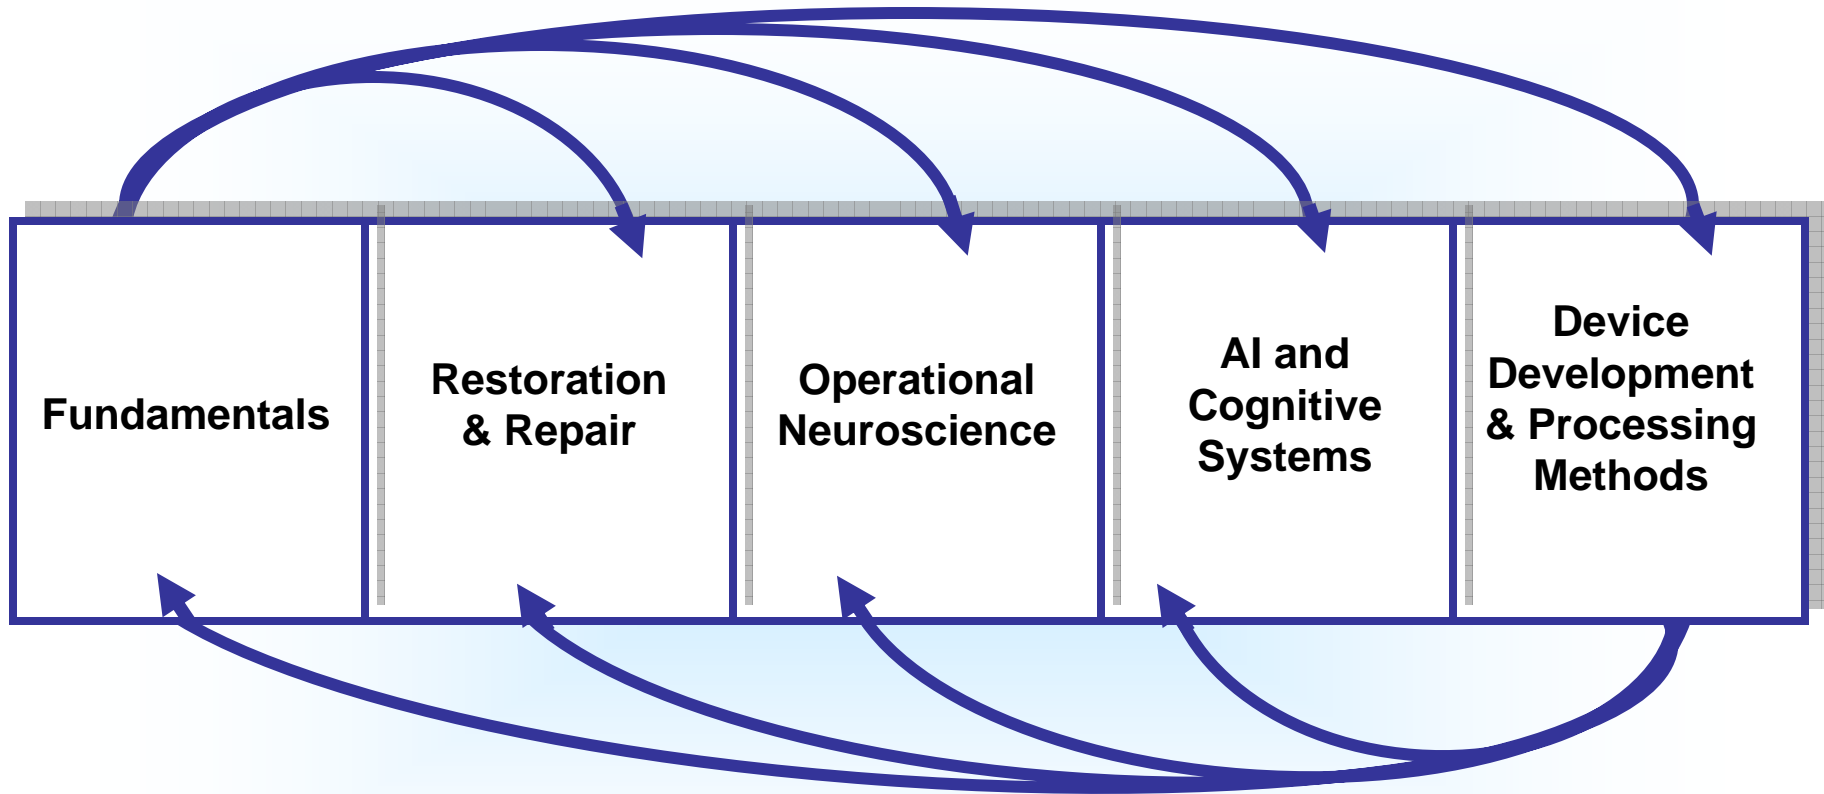 Fundamentals
Restoration
& Repair
Operational
Neuroscience
AI and
Cognitive
Systems
Device
Development
& Processing
Methods